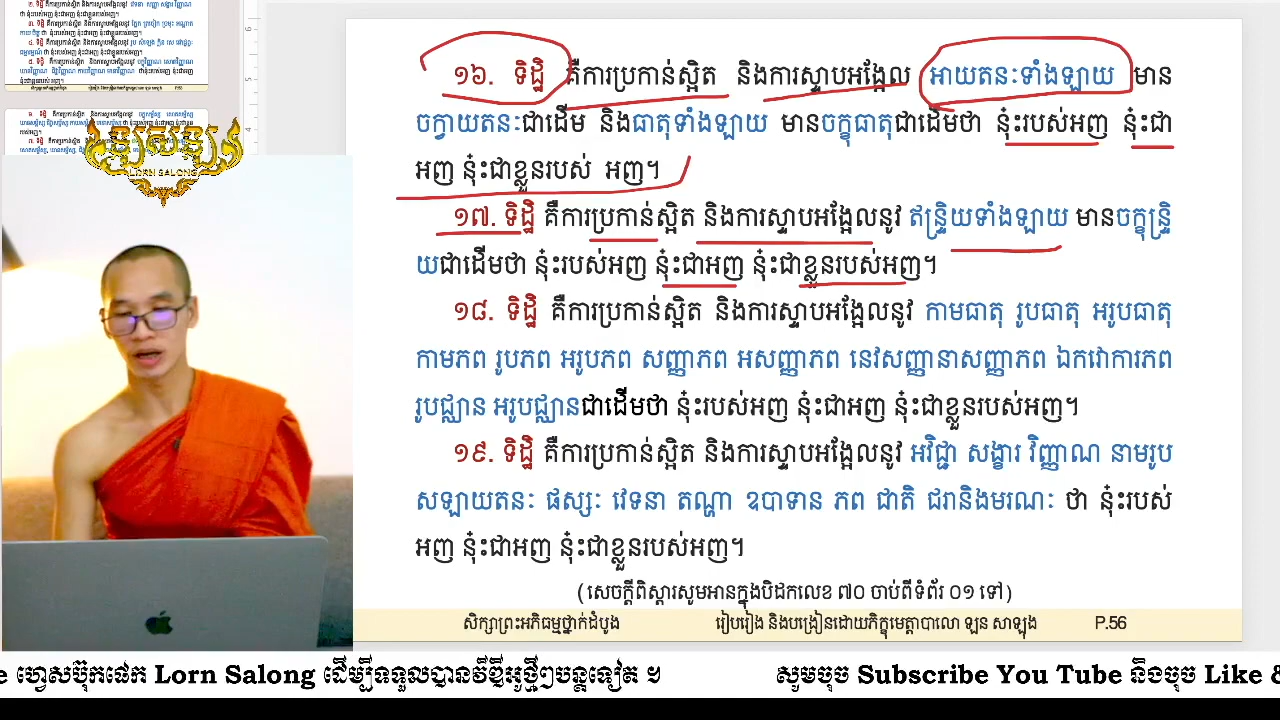 LORN SALONG
១៦. ទិដ្ឋិ គឺការប្រកាន់ស្អិត និងការស្ទាបអង្អែល អាយតនៈទាំងឡាយ មាន
ចក្វាយតនៈជាដើម និងធាតុទាំងឡាយ មានចក្ខុធាតុជាដើមថា នុ៎ះរបស់អញ នុ៎ះជា
អញ នុ៎ះជាខ្លួនរបស់ អញ។
១៧. ទិដ្ឋិ គឺការប្រកាន់ស្អិត និងការស្ទាបអង្អែលនូវ ឥន្ទ្រិយទាំងឡាយ មានចក្ខុន្ទ្រិ
យជាដើមថា នុ៎ះរបស់អញ នុ៎ះជាអញ នុ៎ះជាខ្លួនរបស់អញ។
១៨. ទិដ្ឋិ គឺការប្រកាន់ស្អិត និងការស្ទាបអង្អែលនូវ កាមធាតុ រូបធាតុ អរូបធាតុ
កាមភព រូបភព អរូបភព សញ្ញាភព អសញ្ញាភព នេវសញ្ញានាសញ្ញាភព ឯកវោការភព
រូបជ្ឈាន អរូបជ្ឈានជាដើមថា នុ៎ះរបស់អញ នុ៎ះជាអញ នុ៎ះជាខ្លួនរបស់អញ។
១៩. ទិដ្ឋិ គឺការប្រកាន់ស្អិត និងការស្ទាបអង្អែលនូវ អវិជ្ជា សង្ខារ វិញ្ញាណ នាមរូប
សឡាយតនៈ ផស្សៈ វេទនា តណ្ហា ឧបាទាន ភព ជាតិ ជរានិងមរណៈ ថា នុ៎ះរបស់
អញ នុ៎ះជាអញ នុ៎ះជាខ្លួនរបស់អញ។
(សេចក្តីពិស្តារសូមអានក្នុងបិដកលេខ ៧០ ចាប់ពីទំព័រ ០១ ទៅ)
សិក្សាព្រះអភិធម្មថ្នាក់ដំបូង រៀបរៀង និងបង្រៀនដោយភិក្ខុមេត្តាបាលោ ឡន សាឡុង P.56
e ហ្វេសប៊ុកផេក Lorn Salong ដើម្បីទទួលបានវីឌីអូថ្មីៗបន្តទៀត ។ សូមចុច Subscribe You Tube និងចុច Like &